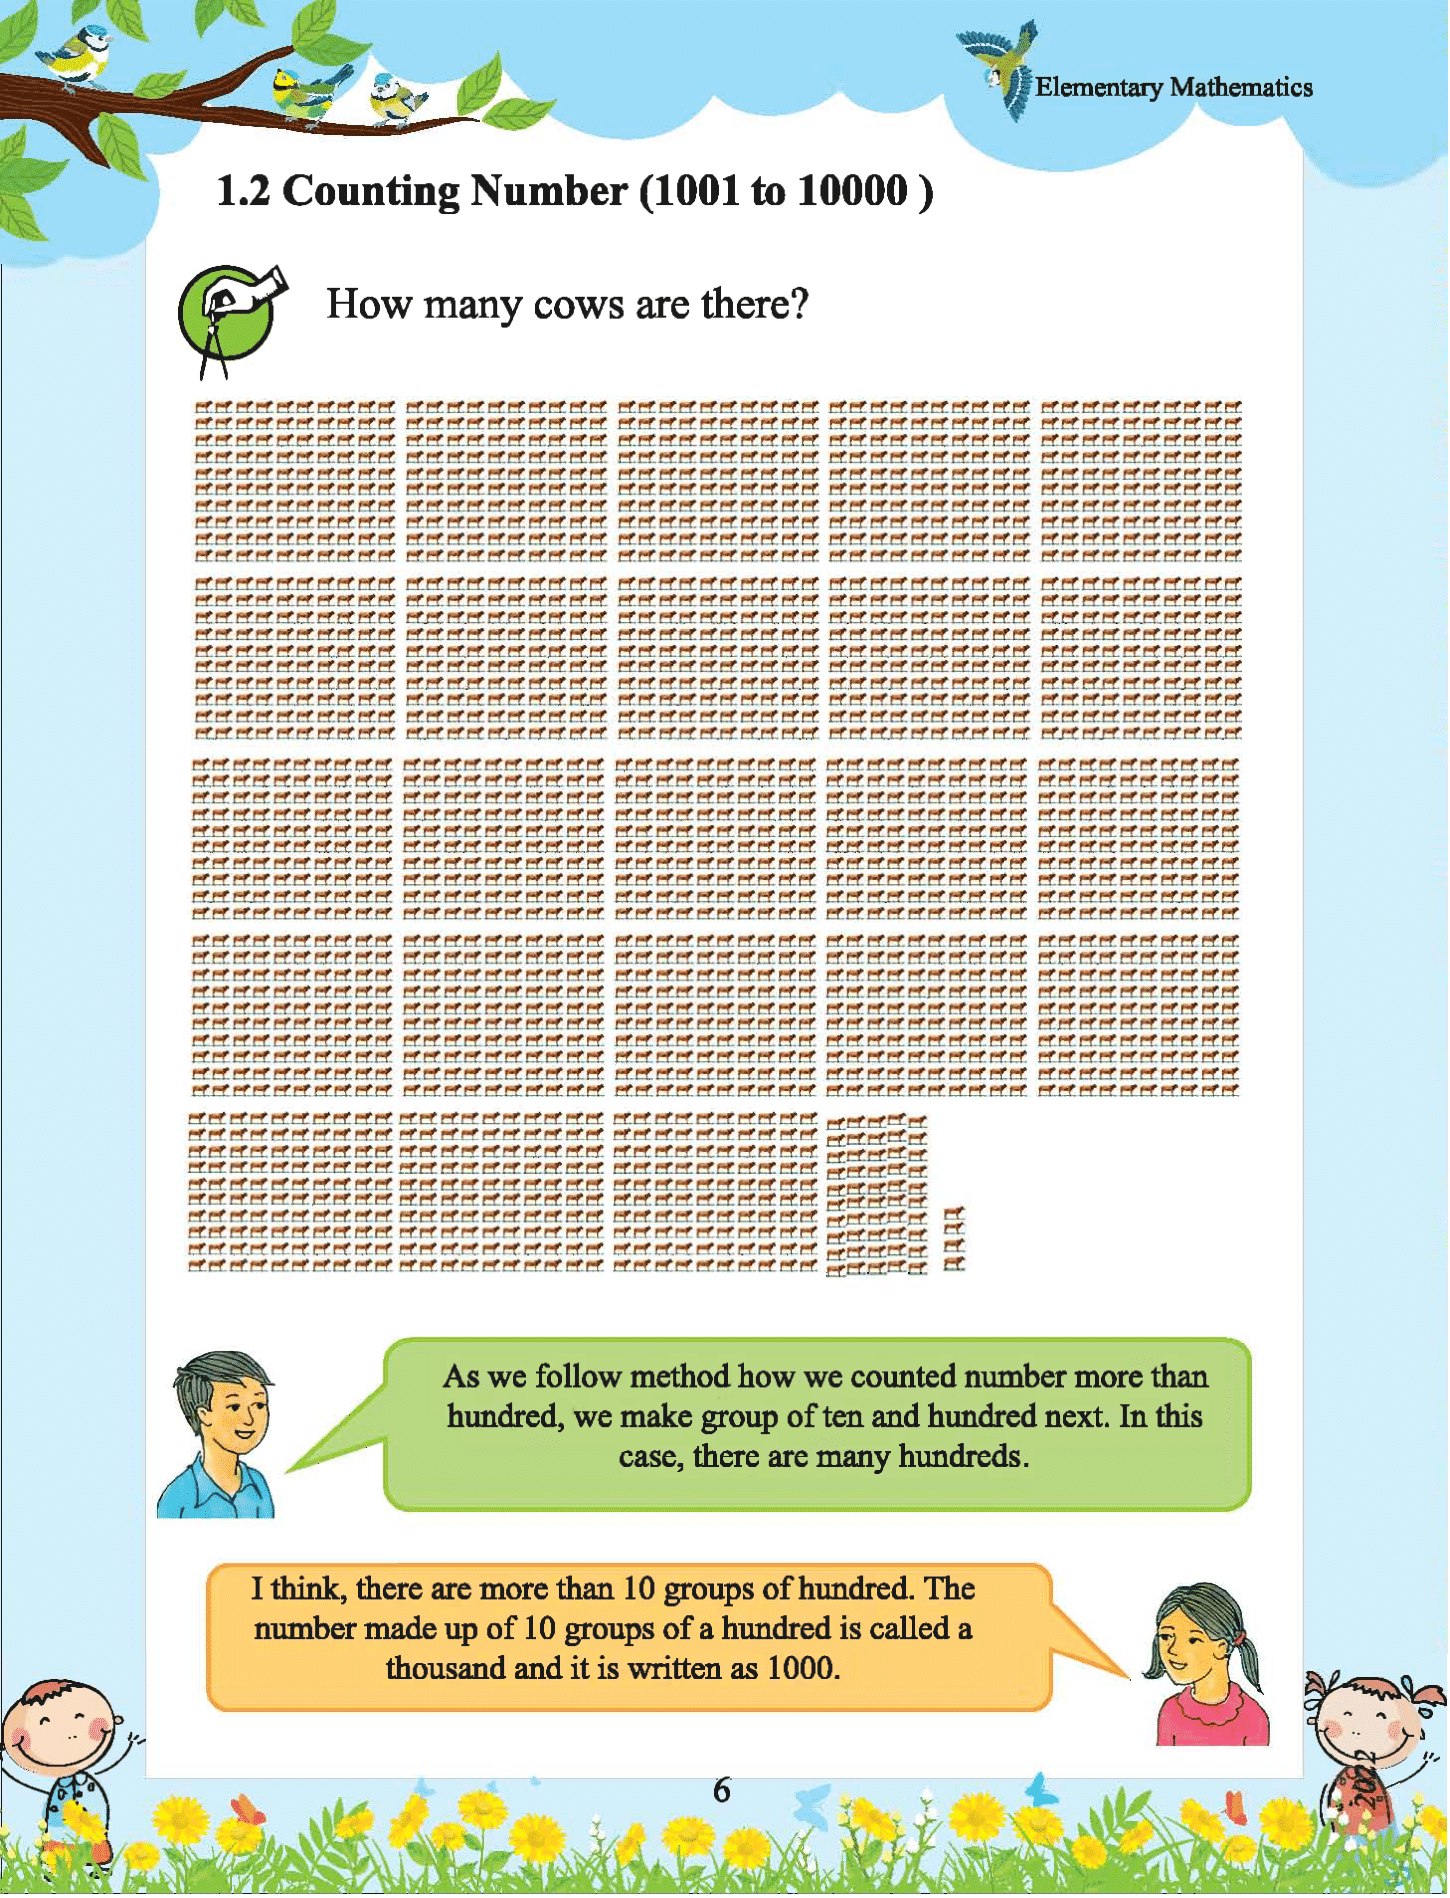 Elementary Mathematics
1.2 Counting Number (1001 to 10000 )
How many cows are there?
As we follow method how we counted number more than
hundred, we make group of ten and hundred next. In this
case, there are many hundreds.
I think, there are more than 10 groups of hundred. The
number made up of 10 groups of a hundred is called a
thousand and it is written as 1000.
6
2022